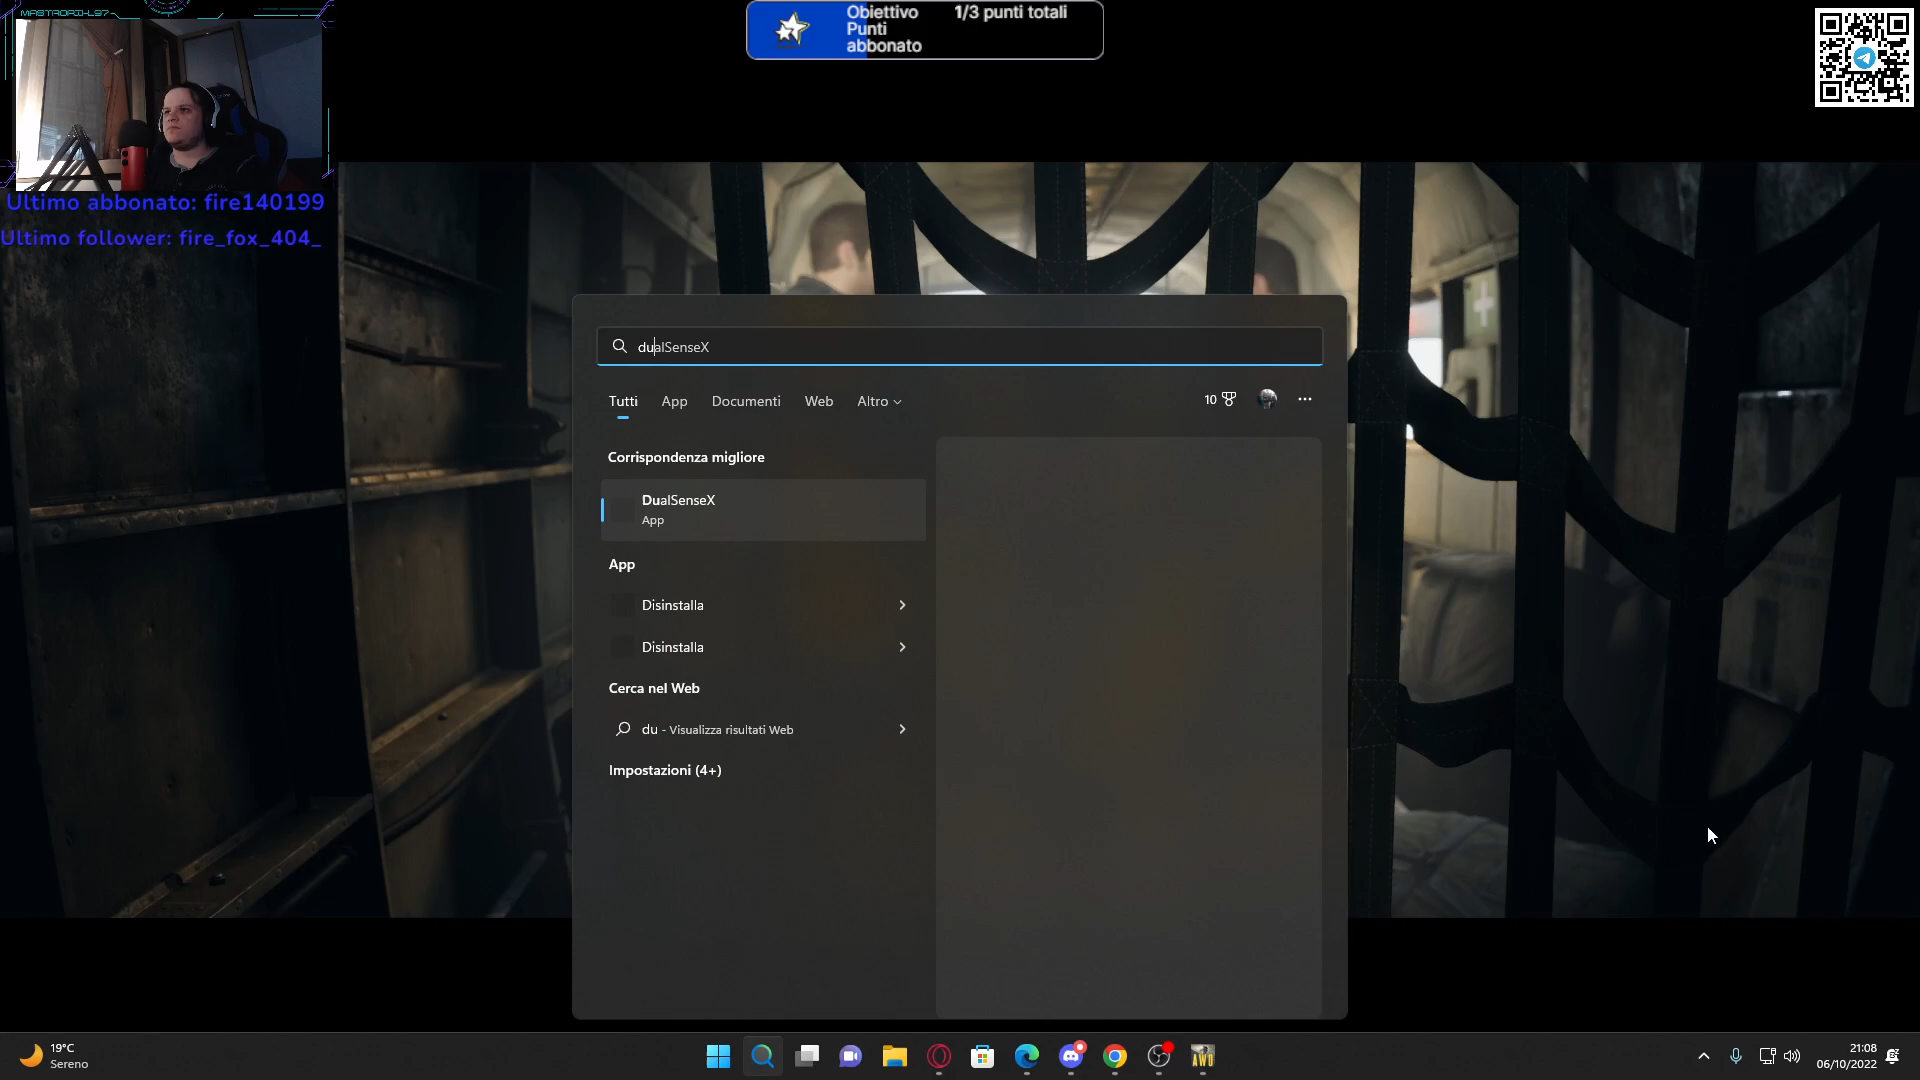 MASTRORILL97
Obiettivo
Punti
abbonato
1/3 punti totali
Ultimo abbonato: fire140199
Ultimo follower: fire_fox_404_
dualSenseX
Tutti
App
Documenti
Web
Altro
10
Corrispondenza migliore
DualSenseX
App
App
Disinstalla
Disinstalla
Cerca nel Web
du - Visualizza risultati Web
Impostazioni (4+)
19°C
Sereno
AWO
21:08
06/10/2022